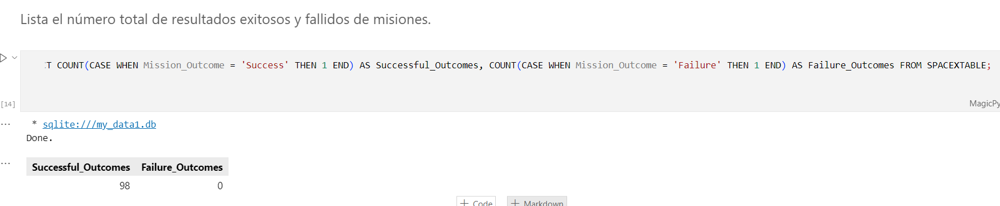 Lista el número total de resultados exitosos y fallidos de misiones.
T COUNT(CASE WHEN Mission_Outcome = 'Success' THEN 1 END) AS Successful_Outcomes, COUNT(CASE WHEN Mission_Outcome = 'Failure' THEN 1 END) AS Failure_Outcomes FROM SPACEXTABLE;
[14]
MagicPy
... * sqlite:///my_data1.db
Done.
...
Successful_Outcomes Failure_Outcomes
98 0
+ Code + Markdown